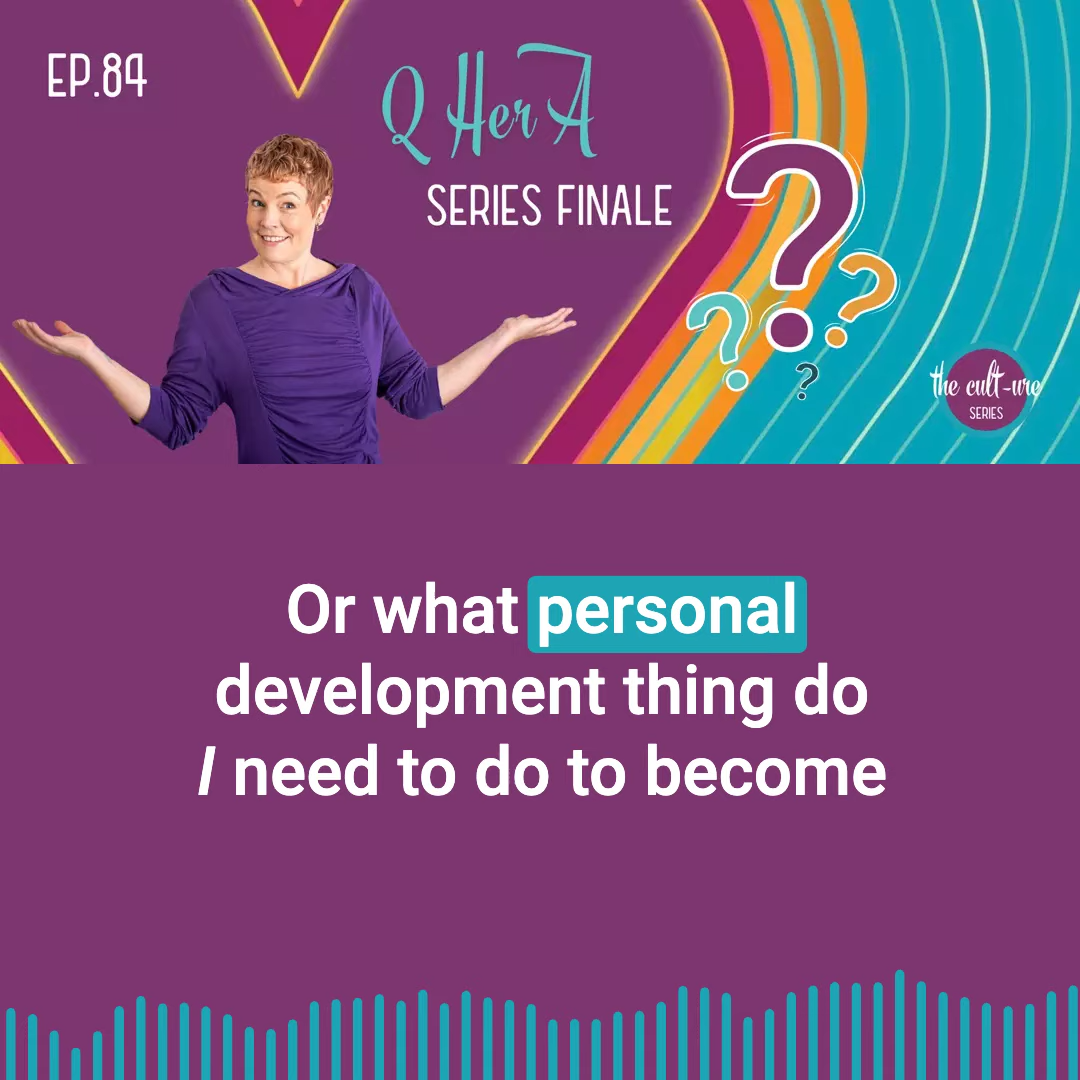 EP.84
Q Her A
SERIES FINALE
? ? ? ?
the cult-ure
SERIES
Or what personal
development thing do
I need to do to become